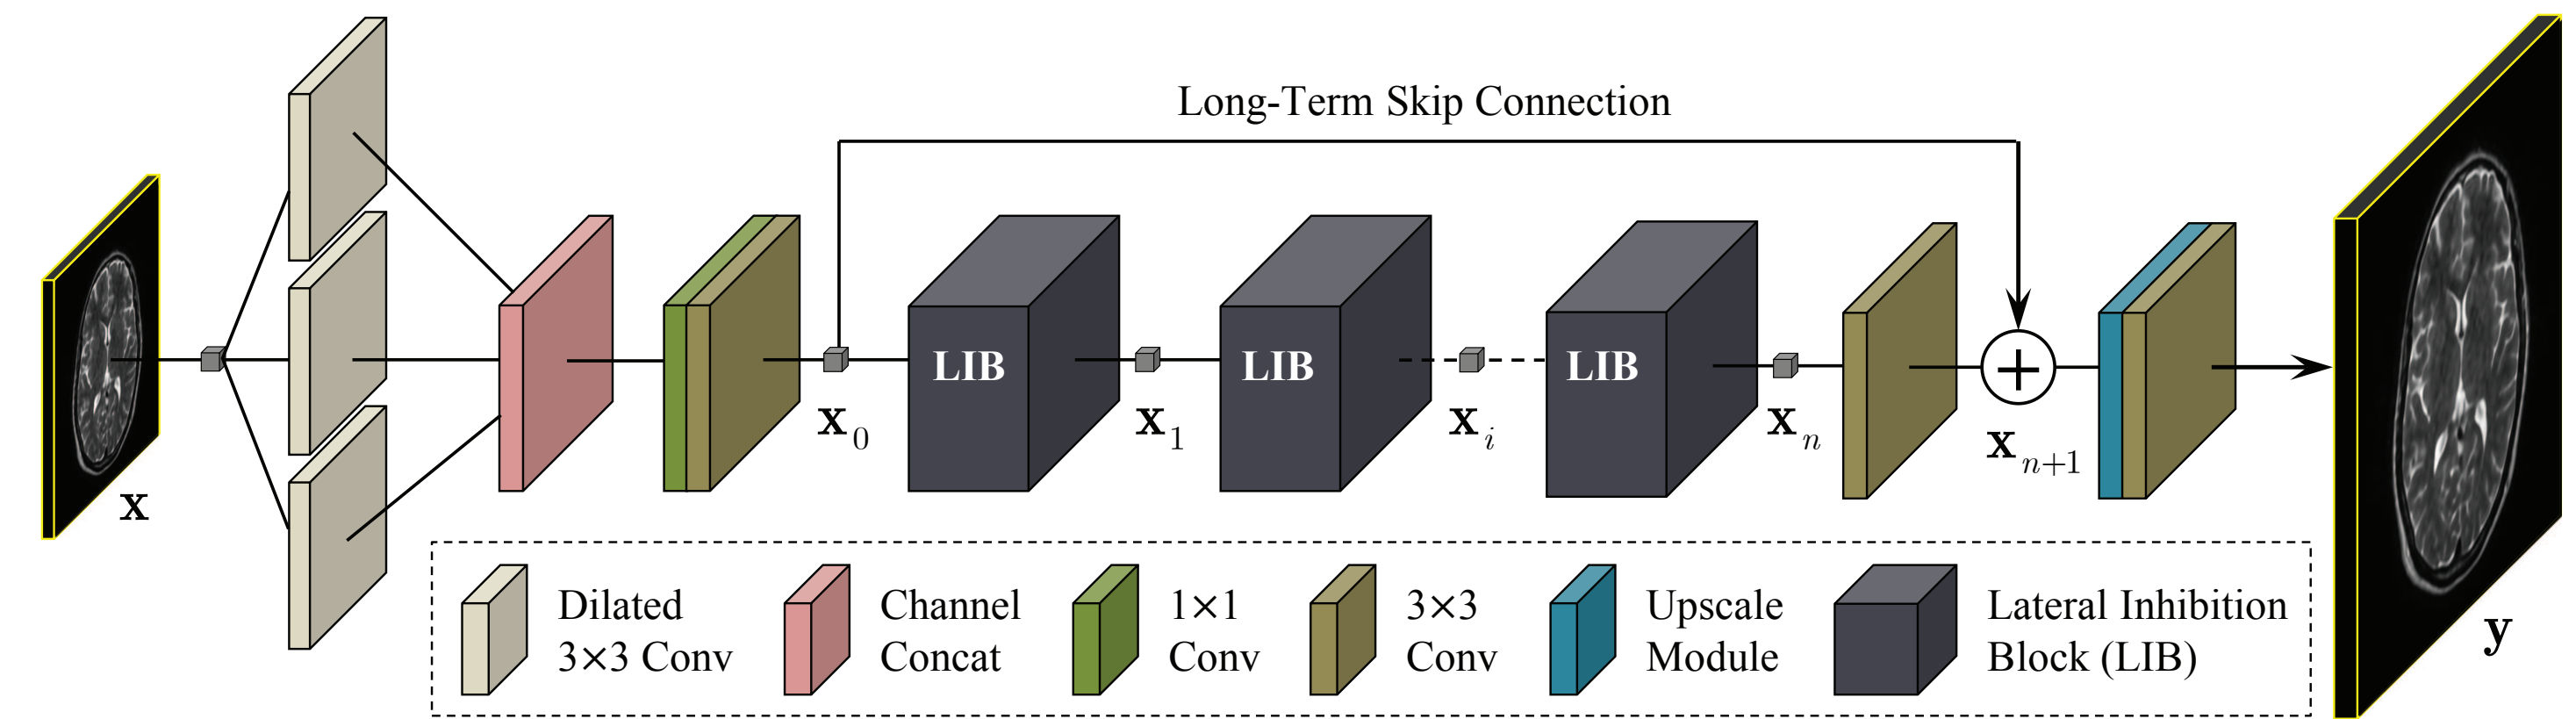 Long-Term Skip Connection
LIB
LIB
LIB
x
x0
x1
xi
xn
xn+1
y
Dilated
3×3 Conv
Channel
Concat
1×1
Conv
3×3
Conv
Upscale
Module
Lateral Inhibition
Block (LIB)